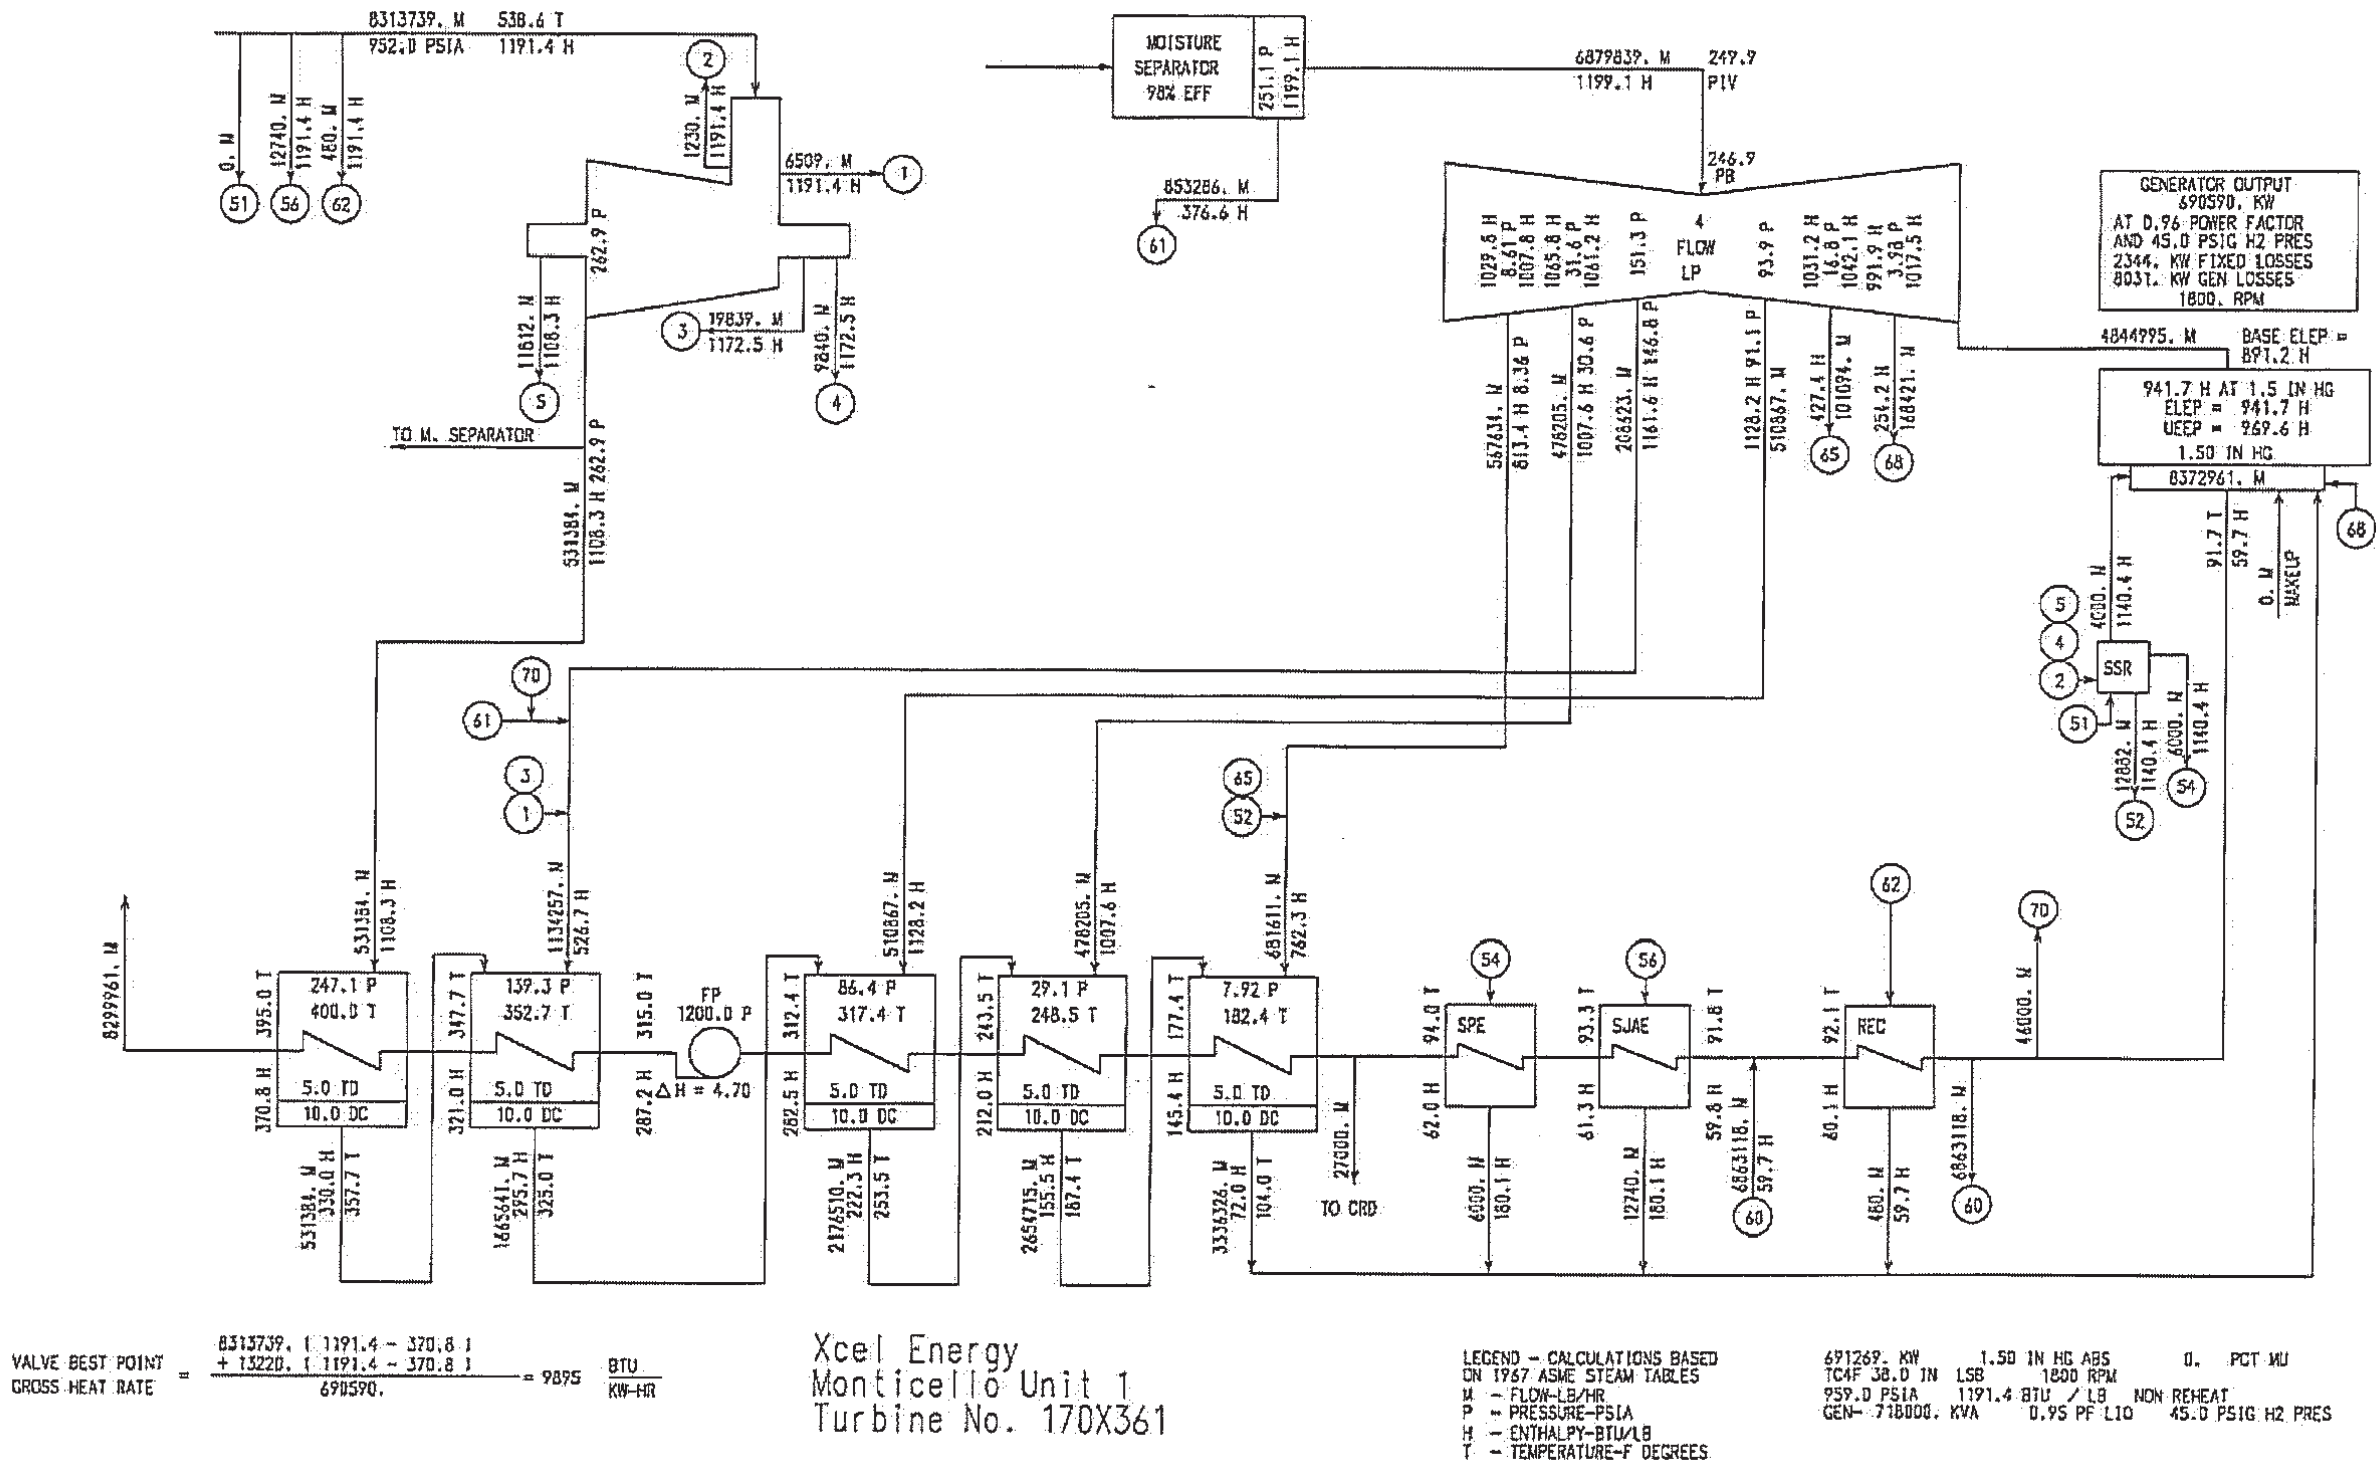 8313739. M 538.6 T
952.0 PSIA 1191.4 H
0. M
12740. M
1191.4 H
480. M
1191.4 H
51
56
62
2
1230. M
1191.4 H
6509. M
1191.4 H
1
262.9 P
11812. M
1108.3 H
5
19839. M
1172.5 H
3
9840. M
1172.5 H
4
TO M. SEPARATOR
531384. M
1108.3 H 262.9 P
MOISTURE
SEPARATOR
98% EFF
251.1 P
1199.1 H
853286. M
376.6 H
61
6879839. M 249.9
1199.1 H PIV
246.9
PB
1029.8 H
8.61 P
1007.8 H
1065.8 H
31.6 P
1061.2 H
151.3 P
4
FLOW
LP
93.9 P
1031.2 H
16.8 P
1042.1 H
991.9 H
3.98 P
1017.5 H
567634. M
813.4 H 8.36 P
478205. M
1007.6 H 30.6 P
208623. M
1161.6 H 146.8 P
1128.2 H 91.1 P
510867. M
427.4 H
101094. M
65
254.2 H
168421. M
68
GENERATOR OUTPUT
690590. KW
AT 0.96 POWER FACTOR
AND 45.0 PSIG H2 PRES
2344. KW FIXED LOSSES
8031. KW GEN LOSSES
1800. RPM
4844995. M BASE ELEP =
891.2 H
941.7 H AT 1.5 IN HG
ELEP = 941.7 H
UEEP = 969.6 H
1.50 IN HG
8372961. M
68
91.7 T
59.7 H
0. M
MAKEUP
4000. M
1140.4 H
5
4
2
51
SSR
12882. M
1140.4 H
52
6000. M
1140.4 H
54
70
61
3
1
65
52
8299961. M
531384. M
1108.3 H
1134257. M
526.7 H
510867. M
1128.2 H
478205. M
1007.6 H
681611. M
762.3 H
395.0 T
370.8 H
247.1 P
400.0 T
5.0 TD
10.0 DC
347.7 T
321.0 H
139.3 P
352.7 T
5.0 TD
10.0 DC
315.0 T
287.2 H
FP
1200.0 P
ΔH = 4.70
312.4 T
282.5 H
86.4 P
317.4 T
5.0 TD
10.0 DC
243.5 T
212.0 H
29.1 P
248.5 T
5.0 TD
10.0 DC
177.4 T
145.4 H
7.92 P
182.4 T
5.0 TD
10.0 DC
27000. M
TO CRD
54
94.0 T
62.0 H
SPE
56
93.3 T
61.3 H
SJAE
91.8 T
59.8 H
6863118. M
59.7 H
60
62
92.1 T
60.1 H
REC
6863118. M
60
46000. M
70
531384. M
330.0 H
357.7 T
1665641. M
295.7 H
325.0 T
2176510. M
222.3 H
253.5 T
2654715. M
155.5 H
187.4 T
3336326. M
72.0 H
104.0 T
6000. M
180.1 H
12740. M
180.1 H
480. M
59.7 H
VALVE BEST POINT
GROSS HEAT RATE
=
8313739. ( 1191.4 - 370.8 )
+ 13220. ( 1191.4 - 370.8 )
690590.
= 9895
BTU
KW-HR
Xcel Energy
Monticello Unit 1
Turbine No. 170X361
LEGEND - CALCULATIONS BASED
ON 1967 ASME STEAM TABLES
M - FLOW-LB/HR
P - PRESSURE-PSIA
H - ENTHALPY-BTU/LB
T - TEMPERATURE-F DEGREES
691269. KW 1.50 IN HG ABS 0. PCT MU
TC4F 38.0 IN LSB 1800 RPM
959.0 PSIA 1191.4 BTU / LB NON REHEAT
GEN- 718000. KVA 0.95 PF LIQ 45.0 PSIG H2 PRES